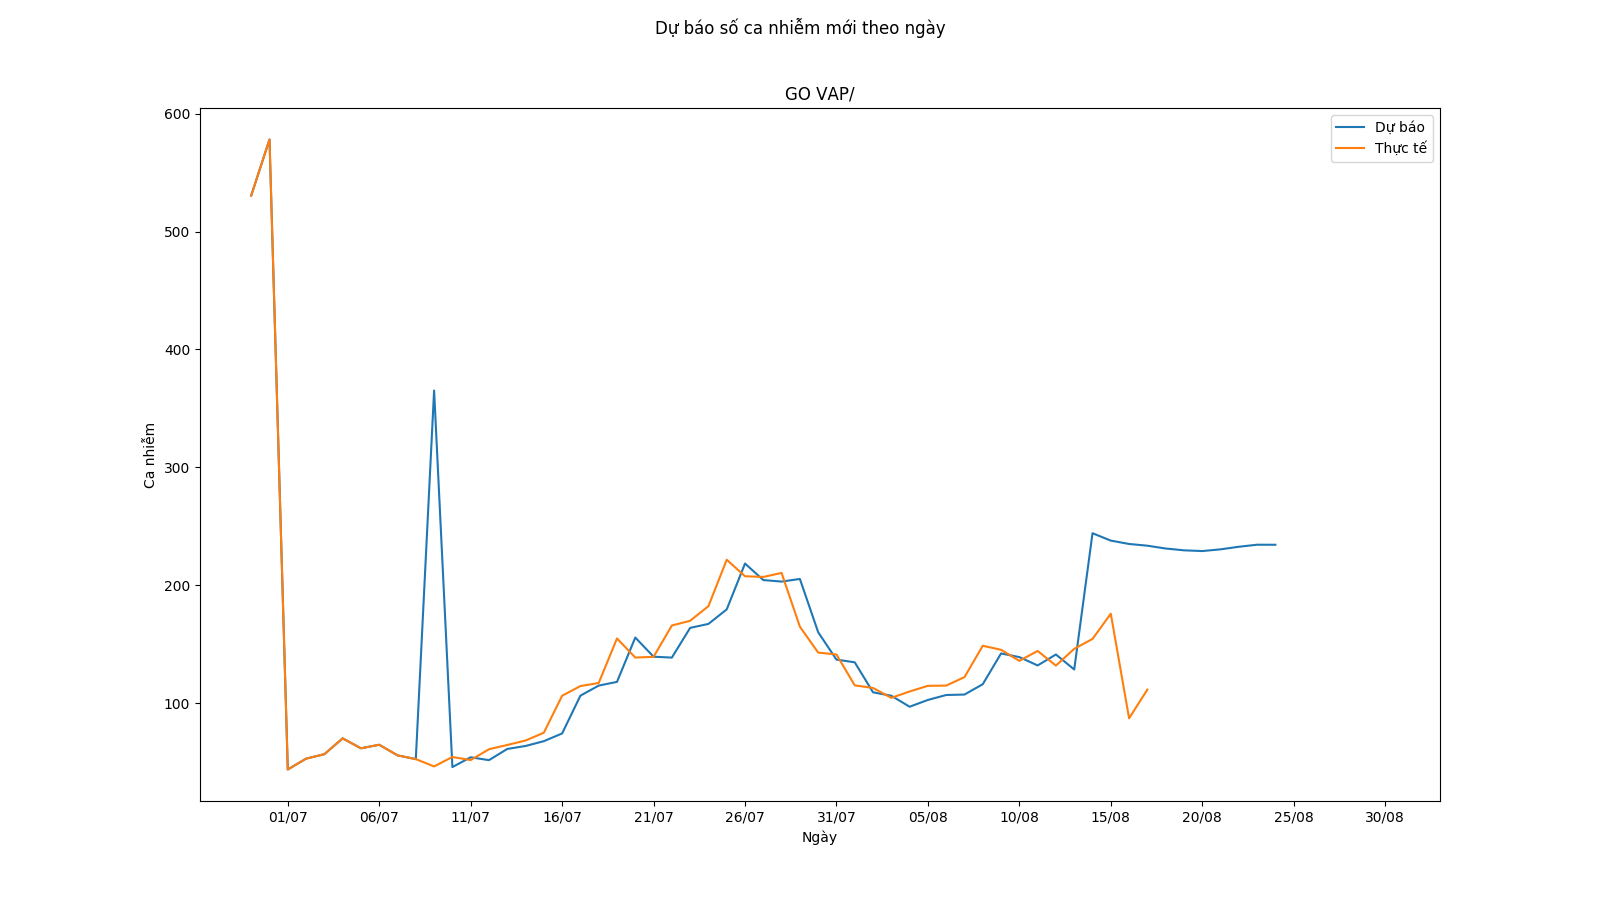 Dự báo số ca nhiễm mới theo ngày
GO VAP/
Dự báo
Thực tế
600
500
400
300
200
100
Ca nhiễm
01/07 06/07 11/07 16/07 21/07 26/07 31/07 05/08 10/08 15/08 20/08 25/08 30/08
Ngày